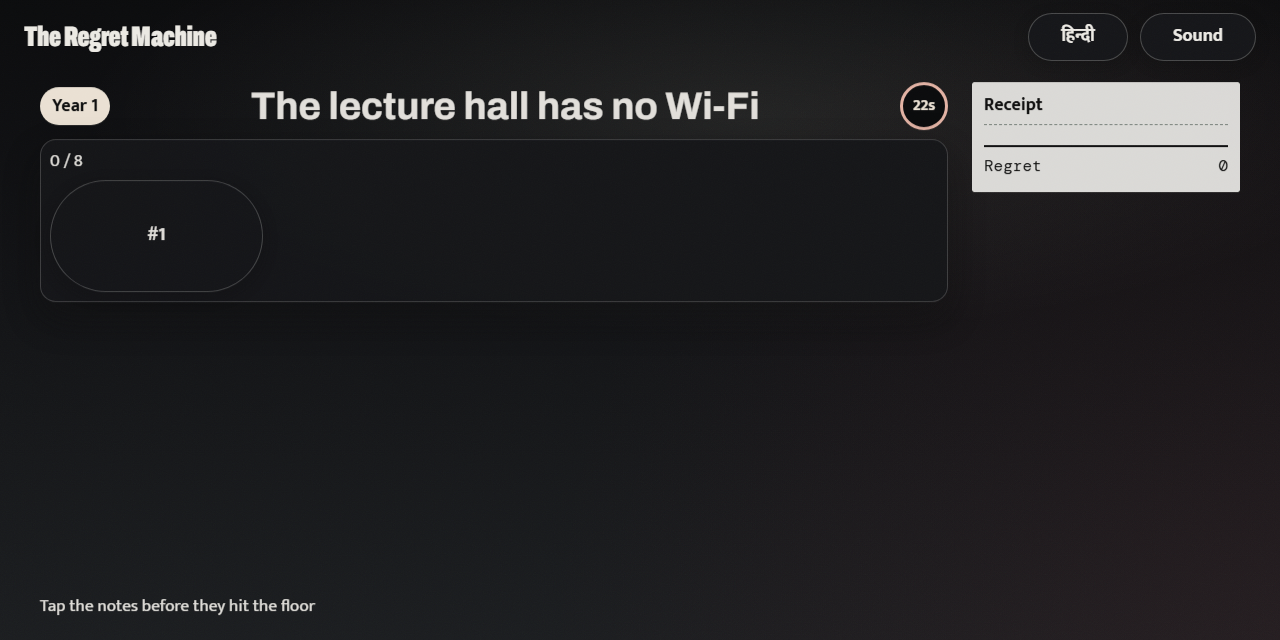 The Regret Machine
हिन्दी
Sound
Year 1
The lecture hall has no Wi-Fi
22s
Receipt
0 / 8
Regret 0
#1
Tap the notes before they hit the floor